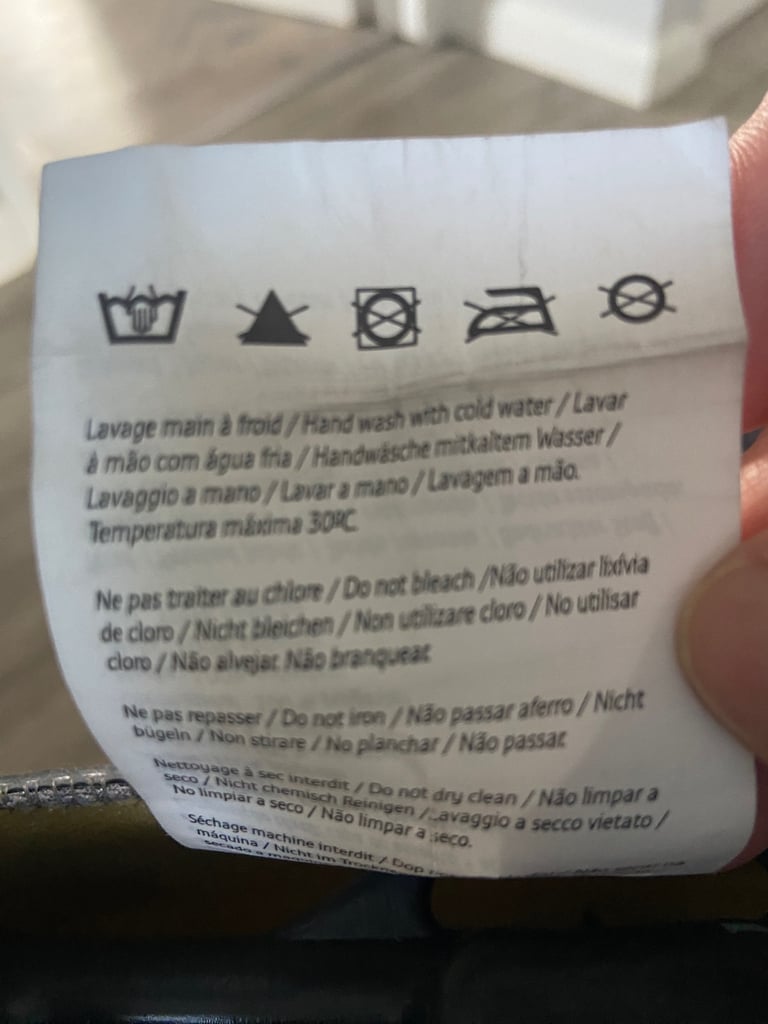 Lavage main à froid / Hand wash with cold water / Lavar
à mão com água fria / Handwäsche mitkaltem Wasser /
Lavaggio a mano / Lavar a mano / Lavagem a mão.
Temperatura máxima 30ºC
Ne pas traiter au chlore / Do not bleach /Não utilizar lixívia
de cloro / Nicht bleichen / Non utilizare cloro / No utilisar
cloro / Não alvejar. Não branquear.
Ne pas repasser / Do not iron / Não passar aferro / Nicht
bügeln / Non stirare / No planchar / Não passar.
Nettoyage à sec interdit / Do not dry clean / Não limpar a
seco / Nicht chemisch Reinigen / Lavaggio a secco vietato /
No limpiar a seco / Não limpar a seco.
Séchage machine interdit /
máquina / Nicht im